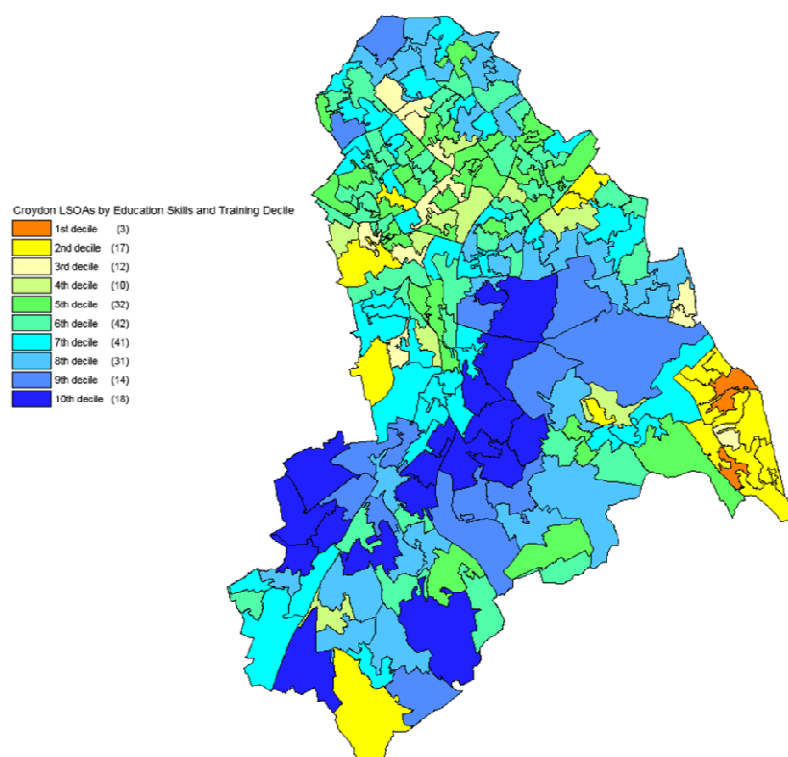 Croydon LSOAs by Education Skills and Training Decile
1st decile (3)
2nd decile (17)
3rd decile (12)
4th decile (10)
5th decile (32)
6th decile (42)
7th decile (41)
8th decile (31)
9th decile (14)
10th decile (18)